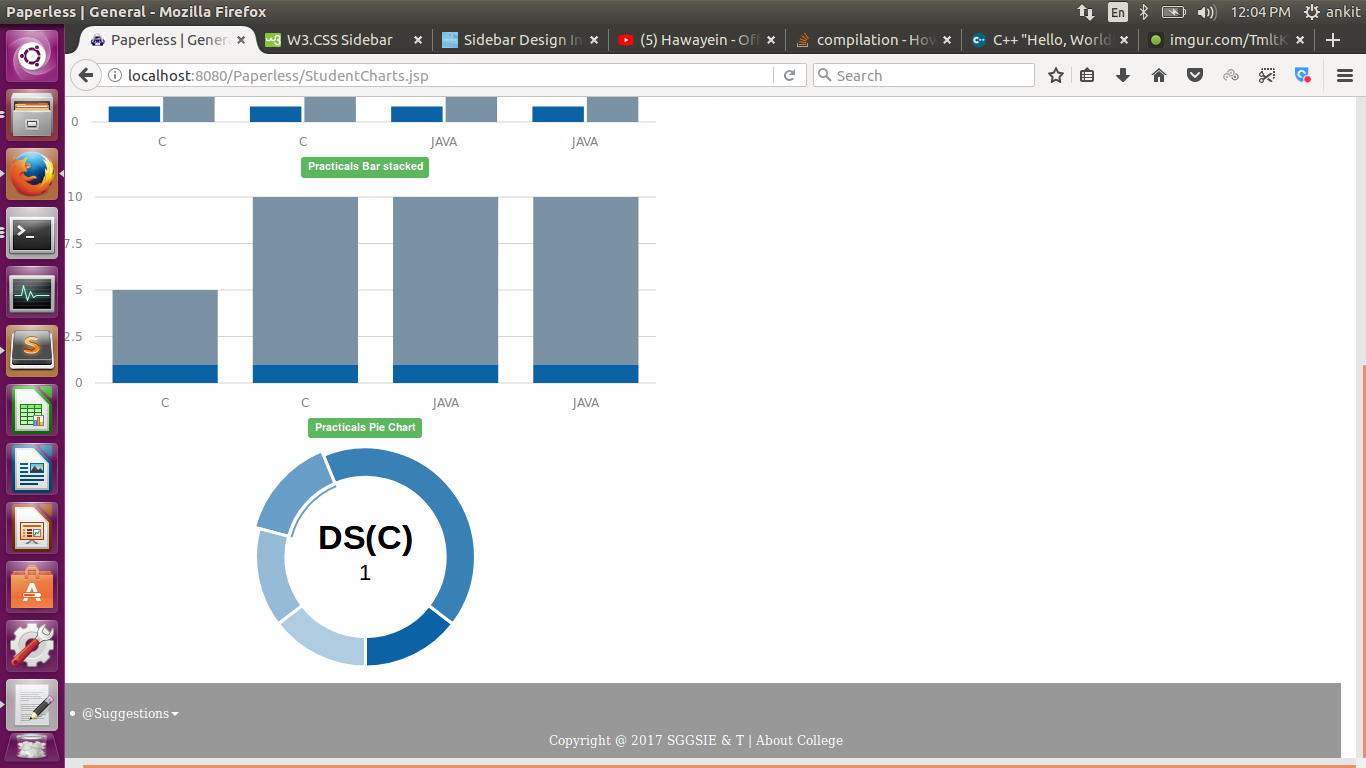 Paperless | General - Mozilla Firefox
En
12:04 PM
ankit
Paperless | Gener
W3.CSS Sidebar
Sidebar Design In
(5) Hawayein - Off
compilation - How
C++ "Hello, World
imgur.com/TmltK
localhost:8080/Paperless/StudentCharts.jsp
Search
0
C
C
JAVA
JAVA
Practicals Bar stacked
10
7.5
5
2.5
0
C
C
JAVA
JAVA
Practicals Pie Chart
DS(C)
1
@Suggestions
Copyright @ 2017 SGGSIE & T | About College